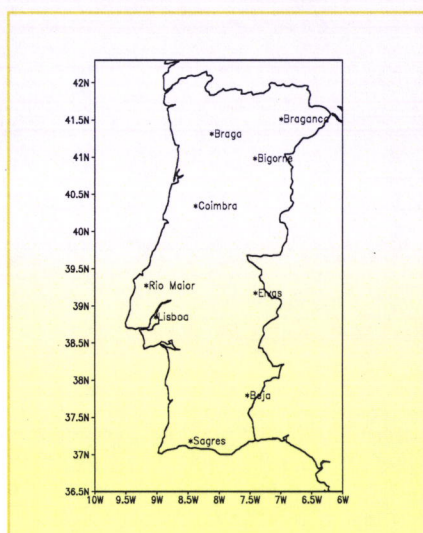 42N
41.5N
*Braganca
*Braga
41N
*Bigorne
40.5N
*Coimbra
40N
39.5N
*Rio Maior
*Elvas
39N
*Lisboa
38.5N
38N
*Beja
37.5N
*Sagres
37N
36.5N
10W 9.5W 9W 8.5W 8W 7.5W 7W 6.5W 6W